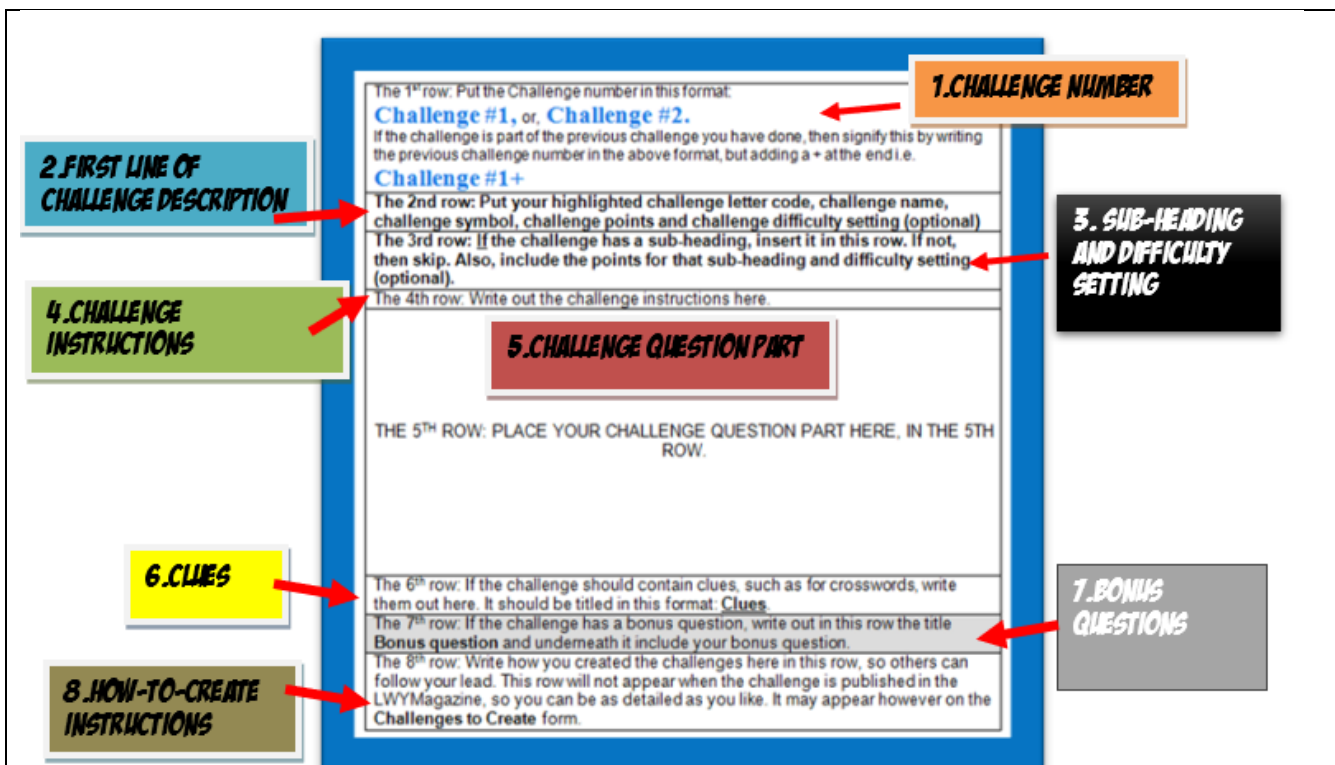 1.CHALLENGE NUMBER
The 1st row: Put the Challenge number in this format:
Challenge #1, or, Challenge #2.
If the challenge is part of the previous challenge you have done, then signify this by writing
the previous challenge number in the above format, but adding a + at the end i.e.
Challenge #1+
2.FIRST LINE OF
CHALLENGE DESCRIPTION
The 2nd row: Put your highlighted challenge letter code, challenge name,
challenge symbol, challenge points and challenge difficulty setting (optional)
3. SUB-HEADING
AND DIFFICULTY
SETTING
The 3rd row: If the challenge has a sub-heading, insert it in this row. If not,
then skip. Also, include the points for that sub-heading and difficulty setting
(optional).
4.CHALLENGE
INSTRUCTIONS
The 4th row: Write out the challenge instructions here.
5.CHALLENGE QUESTION PART
THE 5TH ROW: PLACE YOUR CHALLENGE QUESTION PART HERE, IN THE 5TH
ROW.
6.CLUES
The 6th row: If the challenge should contain clues, such as for crosswords, write
them out here. It should be titled in this format: Clues.
7.BONUS
QUESTIONS
The 7th row: If the challenge has a bonus question, write out in this row the title
Bonus question and underneath it include your bonus question.
8.HOW-TO-CREATE
INSTRUCTIONS
The 8th row: Write how you created the challenges here in this row, so others can
follow your lead. This row will not appear when the challenge is published in the
LWYMagazine, so you can be as detailed as you like. It may appear however on the
Challenges to Create form.